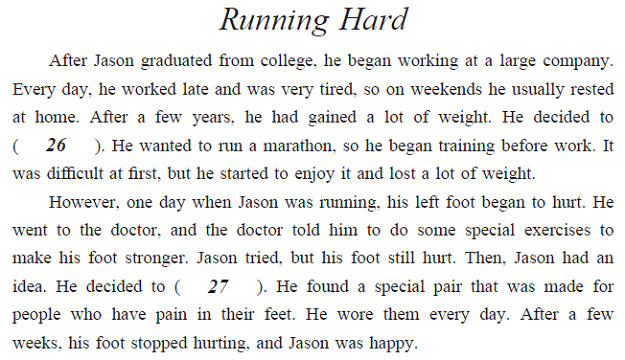 Running Hard
After Jason graduated from college, he began working at a large company.
Every day, he worked late and was very tired, so on weekends he usually rested
at home. After a few years, he had gained a lot of weight. He decided to
( 26 ). He wanted to run a marathon, so he began training before work. It
was difficult at first, but he started to enjoy it and lost a lot of weight.
However, one day when Jason was running, his left foot began to hurt. He
went to the doctor, and the doctor told him to do some special exercises to
make his foot stronger. Jason tried, but his foot still hurt. Then, Jason had an
idea. He decided to ( 27 ). He found a special pair that was made for
people who have pain in their feet. He wore them every day. After a few
weeks, his foot stopped hurting, and Jason was happy.